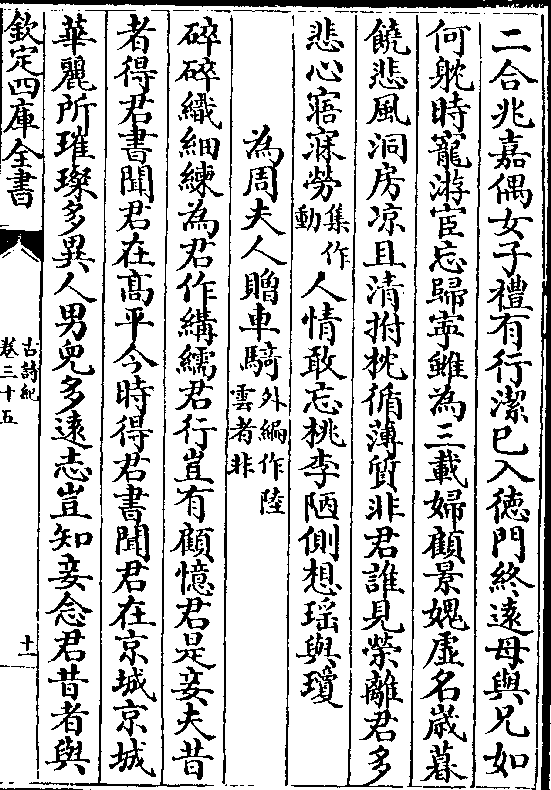 二合兆嘉偶女子禮有行潔已入德門終遠母與兄如
何躭時寵游宦忘歸寧雖為三載婦顧景媿虛名歲暮
饒悲風洞房凉且清拊枕循薄質非君誰見榮離君多
悲心寤寐勞集作動人情敢忘桃李陋側想瑤與瓊
為周夫人贈車騎外編作陸雲者非
碎碎織細練為君作褠繻君行豈有顧憶君是妾夫昔
者得君書聞君在髙平今時得君書聞君在京城京城
華麗所璀璨多異人男兒多遠志豈知妾念君昔者與
欽定四庫全書
古詩紀
卷三十五
十一